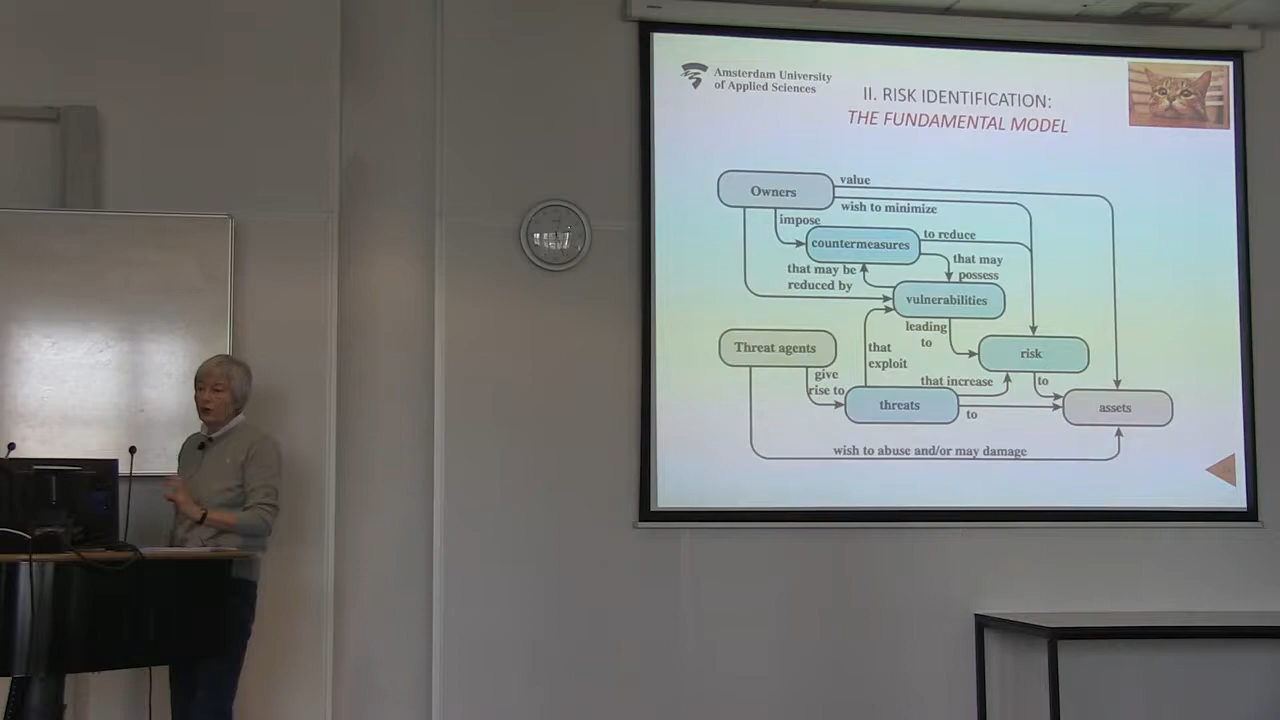 Amsterdam University
of Applied Sciences
II. RISK IDENTIFICATION:
THE FUNDAMENTAL MODEL
Owners
value
wish to minimize
impose
countermeasures
to reduce
that may be
reduced by
that may
possess
vulnerabilities
leading
to
Threat agents
that
exploit
risk
give
rise to
threats
that increase
to
to
assets
wish to abuse and/or may damage